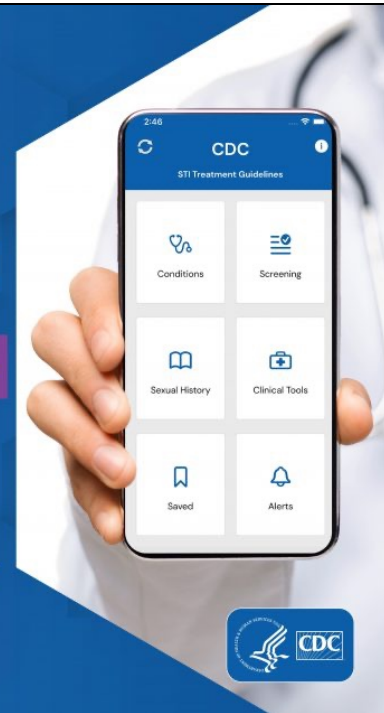 2:46
CDC
STI Treatment Guidelines
Conditions
Screening
Sexual History
Clinical Tools
Saved
Alerts
CDC